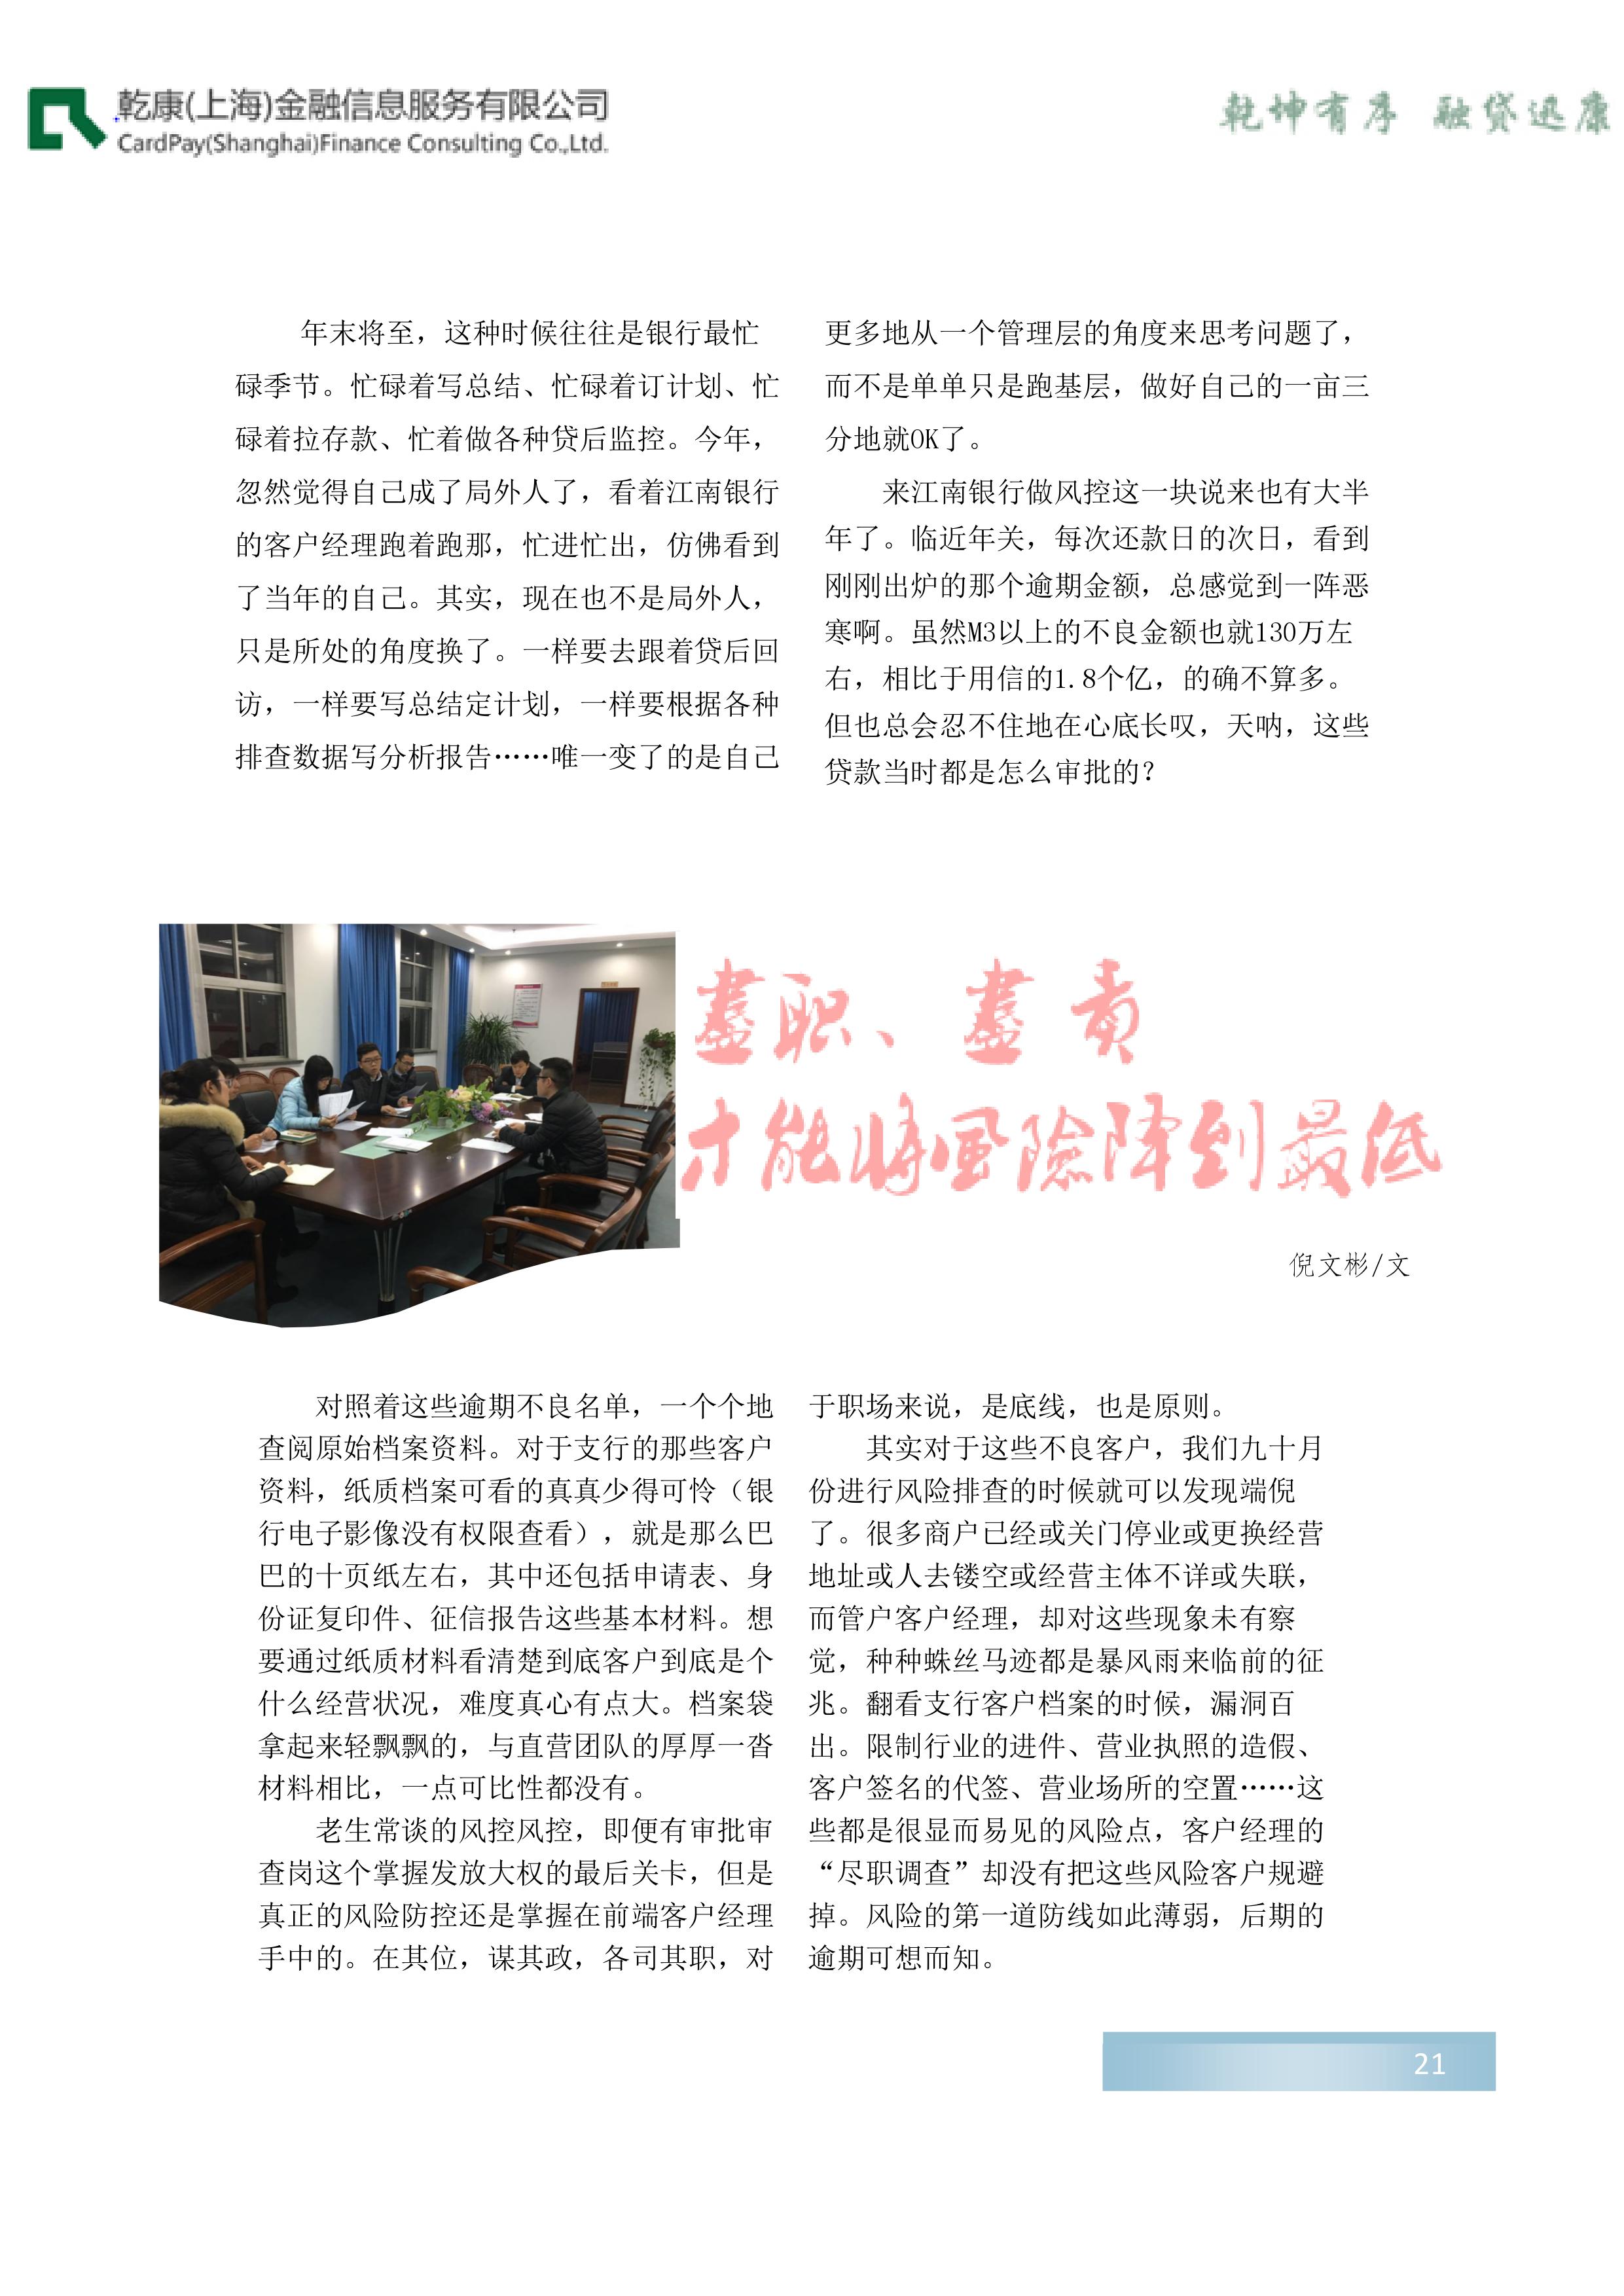 乾康(上海)金融信息服务有限公司
CardPay(Shanghai)Finance Consulting Co.,Ltd.
乾坤有序 融贷迅康
年末将至，这种时候往往是银行最忙
碌季节。忙碌着写总结、忙碌着订计划、忙
碌着拉存款、忙着做各种贷后监控。今年，
忽然觉得自己成了局外人了，看着江南银行
的客户经理跑着跑那，忙进忙出，仿佛看到
了当年的自己。其实，现在也不是局外人，
只是所处的角度换了。一样要去跟着贷后回
访，一样要写总结定计划，一样要根据各种
排查数据写分析报告……唯一变了的是自己
更多地从一个管理层的角度来思考问题了，
而不是单单只是跑基层，做好自己的一亩三
分地就OK了。
来江南银行做风控这一块说来也有大半
年了。临近年关，每次还款日的次日，看到
刚刚出炉的那个逾期金额，总感觉到一阵恶
寒啊。虽然M3以上的不良金额也就130万左
右，相比于用信的1.8个亿，的确不算多。
但也总会忍不住地在心底长叹，天呐，这些
贷款当时都是怎么审批的？
盡职、盡责
才能将風險降到最低
倪文彬/文
对照着这些逾期不良名单，一个个地
查阅原始档案资料。对于支行的那些客户
资料，纸质档案可看的真真少得可怜（银
行电子影像没有权限查看），就是那么巴
巴的十页纸左右，其中还包括申请表、身
份证复印件、征信报告这些基本材料。想
要通过纸质材料看清楚到底客户到底是个
什么经营状况，难度真心有点大。档案袋
拿起来轻飘飘的，与直营团队的厚厚一沓
材料相比，一点可比性都没有。
老生常谈的风控风控，即便有审批审
查岗这个掌握发放大权的最后关卡，但是
真正的风险防控还是掌握在前端客户经理
手中的。在其位，谋其政，各司其职，对
于职场来说，是底线，也是原则。
其实对于这些不良客户，我们九十月
份进行风险排查的时候就可以发现端倪
了。很多商户已经或关门停业或更换经营
地址或人去镂空或经营主体不详或失联，
而管户客户经理，却对这些现象未有察
觉，种种蛛丝马迹都是暴风雨来临前的征
兆。翻看支行客户档案的时候，漏洞百
出。限制行业的进件、营业执照的造假、
客户签名的代签、营业场所的空置……这
些都是很显而易见的风险点，客户经理的
“尽职调查”却没有把这些风险客户规避
掉。风险的第一道防线如此薄弱，后期的
逾期可想而知。
21